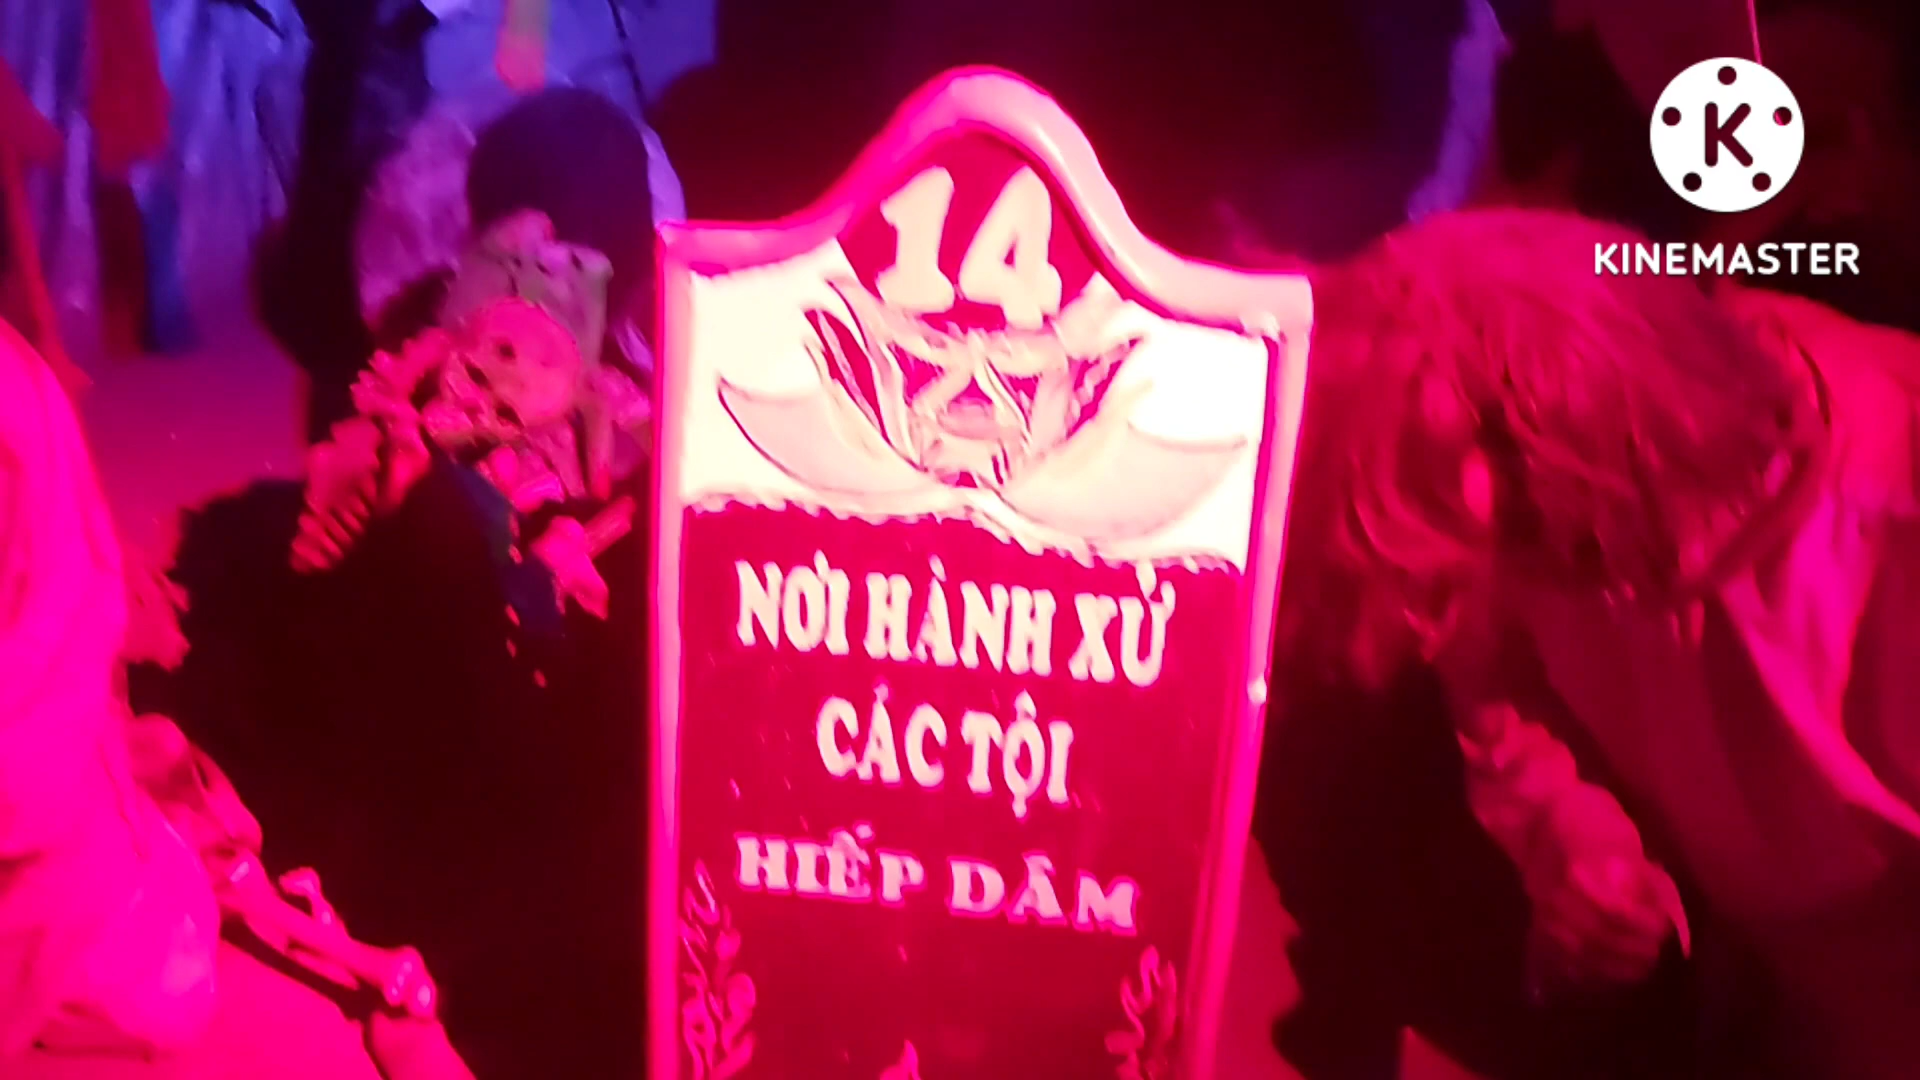 K
KINEMASTER
14
NƠI HÀNH XỬ
CÁC TỘI
HIẾP DÂM